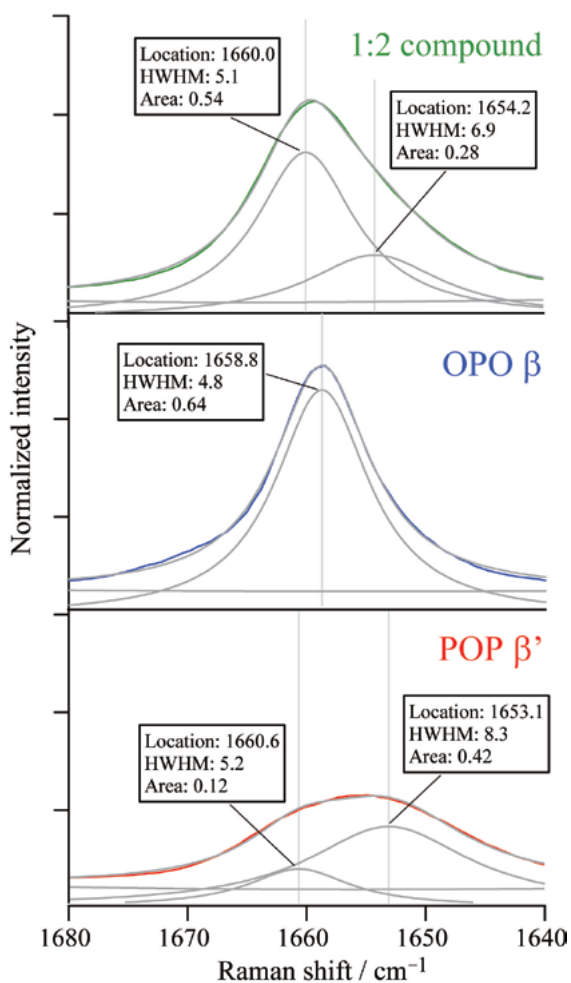 1:2 compound
Location: 1660.0
HWHM: 5.1
Area: 0.54
Location: 1654.2
HWHM: 6.9
Area: 0.28
OPO β
Location: 1658.8
HWHM: 4.8
Area: 0.64
POP β’
Location: 1660.6
HWHM: 5.2
Area: 0.12
Location: 1653.1
HWHM: 8.3
Area: 0.42
Normalized intensity
1680 1670 1660 1650 1640
Raman shift / cm⁻¹